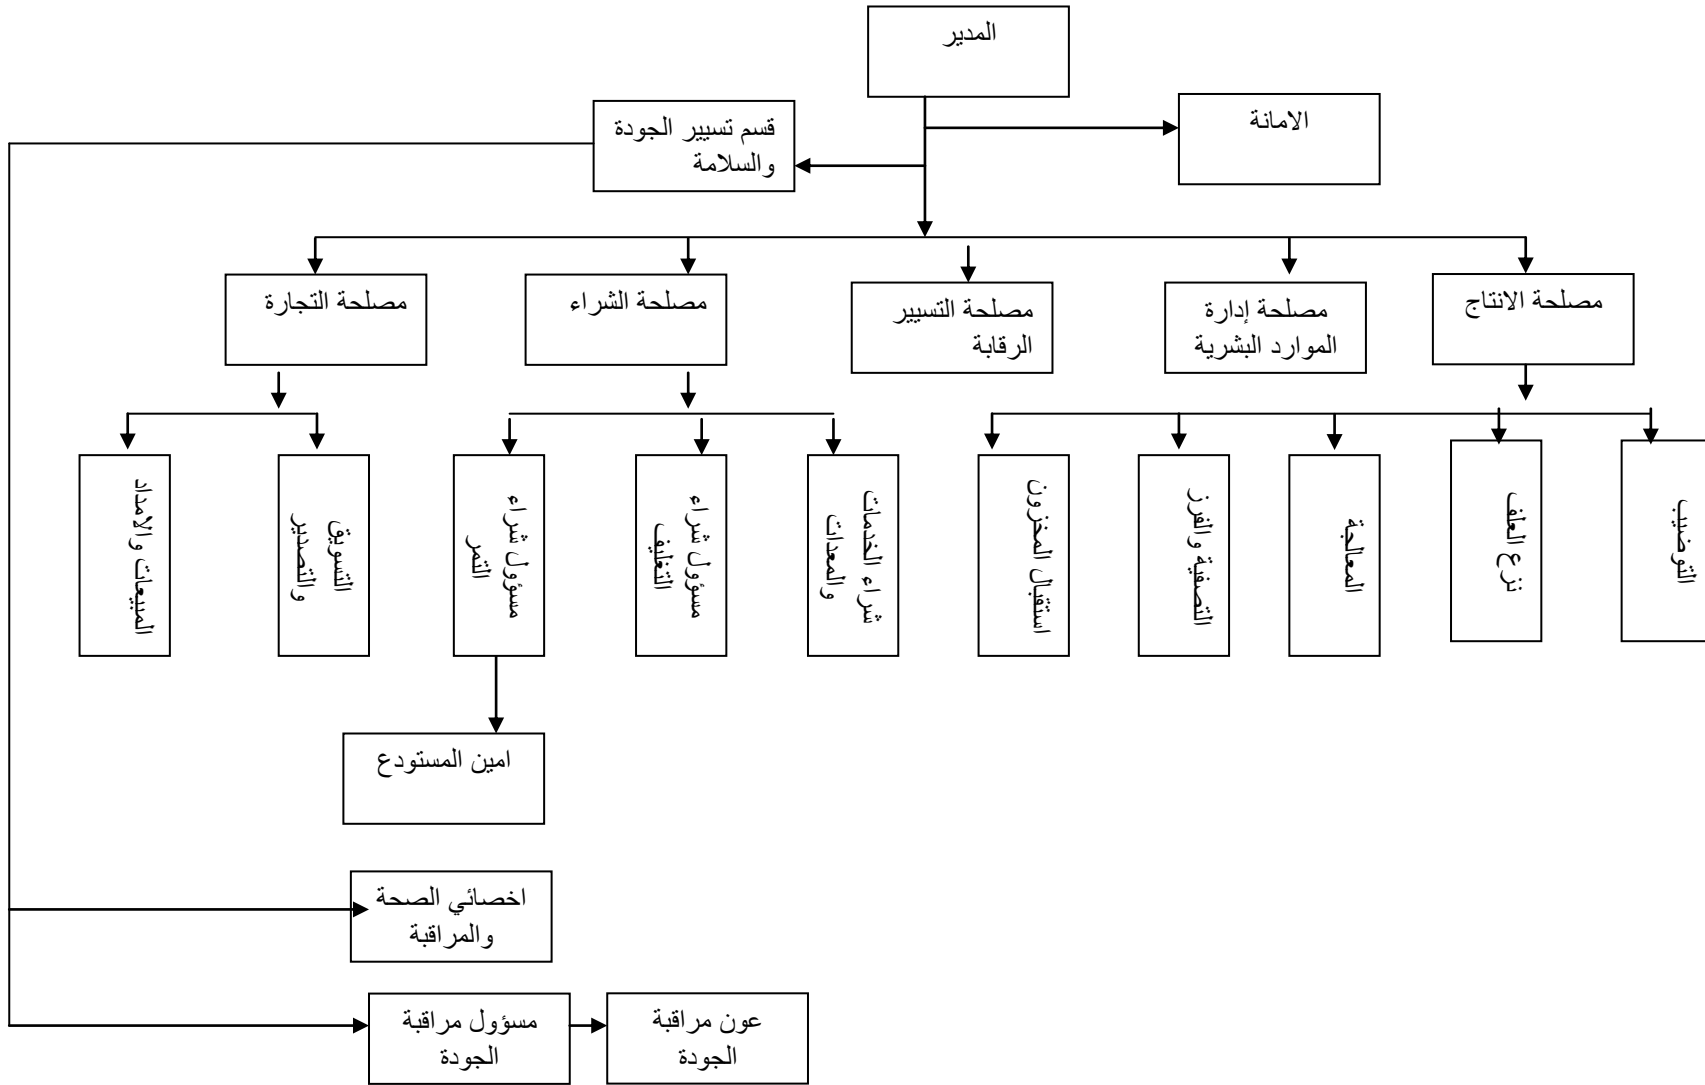 المدير
الامانة
قسم تسيير الجودة
والسلامة
مصلحة الانتاج
مصلحة إدارة
الموارد البشرية
مصلحة التسيير
الرقابة
مصلحة الشراء
مصلحة التجارة
التوضيب
نزع العلف
المعالجة
التصفية والفرز
استقبال المخزون
شراء الخدمات
والمعدات
مسؤول شراء
التغليف
مسؤول شراء
التمر
التسويق
والتصدير
المبيعات والامداد
امين المستودع
اخصائي الصحة
والمراقبة
مسؤول مراقبة
الجودة
عون مراقبة
الجودة